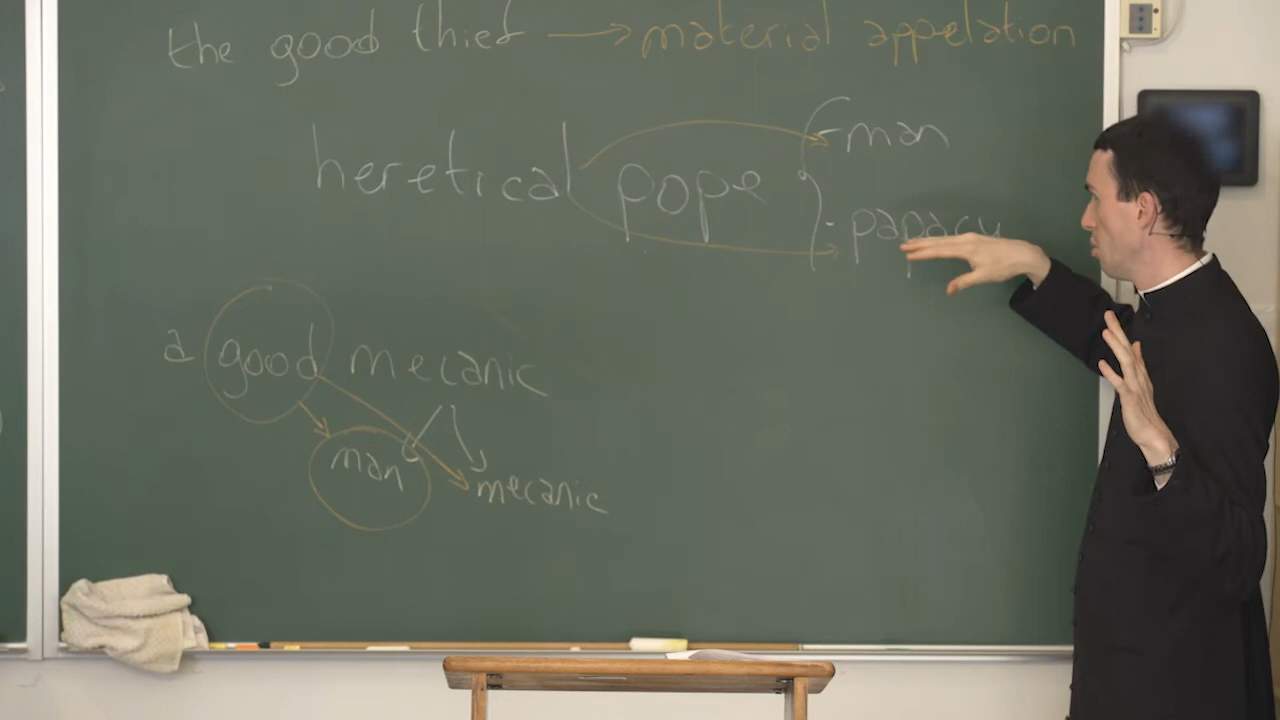 the good thief → material appelation
heretical pope { - man
- papacy
a good mecanic
man
mecanic